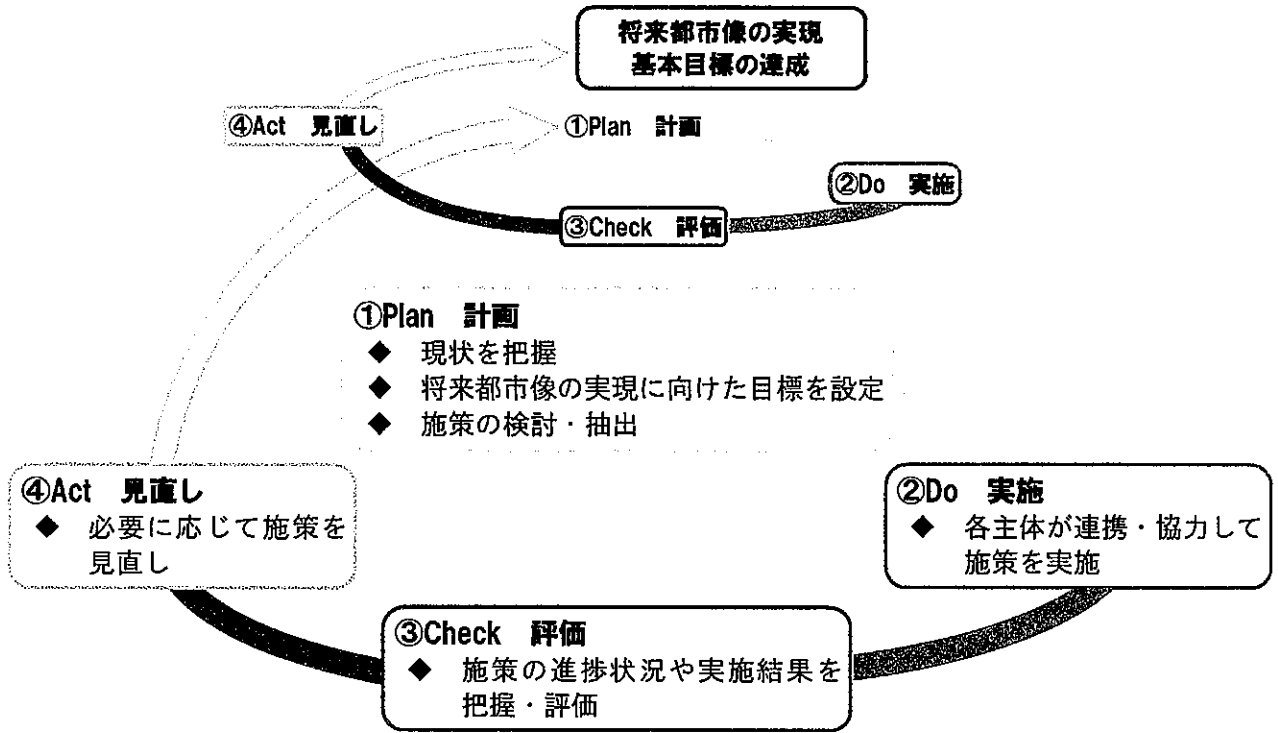 将来都市像の実現
基本目標の達成
④Act 見直し
①Plan 計画
②Do 実施
③Check 評価
①Plan 計画
◆ 現状を把握
◆ 将来都市像の実現に向けた目標を設定
◆ 施策の検討・抽出
④Act 見直し
◆ 必要に応じて施策を
見直し
②Do 実施
◆ 各主体が連携・協力して
施策を実施
③Check 評価
◆ 施策の進捗状況や実施結果を
把握・評価